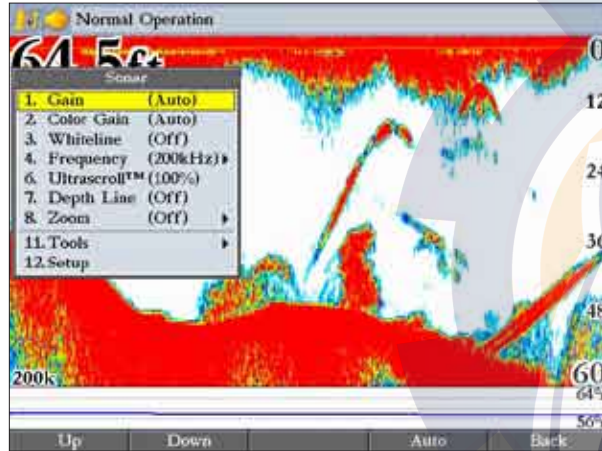 Normal Operation
64.5ft
Sonar
1. Gain (Auto)
2. Color Gain (Auto)
3. Whiteline (Off)
4. Frequency (200kHz)
6. Ultrascroll™ (100%)
7. Depth Line (Off)
8. Zoom (Off)
11. Tools
12. Setup
0
12
24
36
48
60
200k
64°
56°
Up Down Auto Back